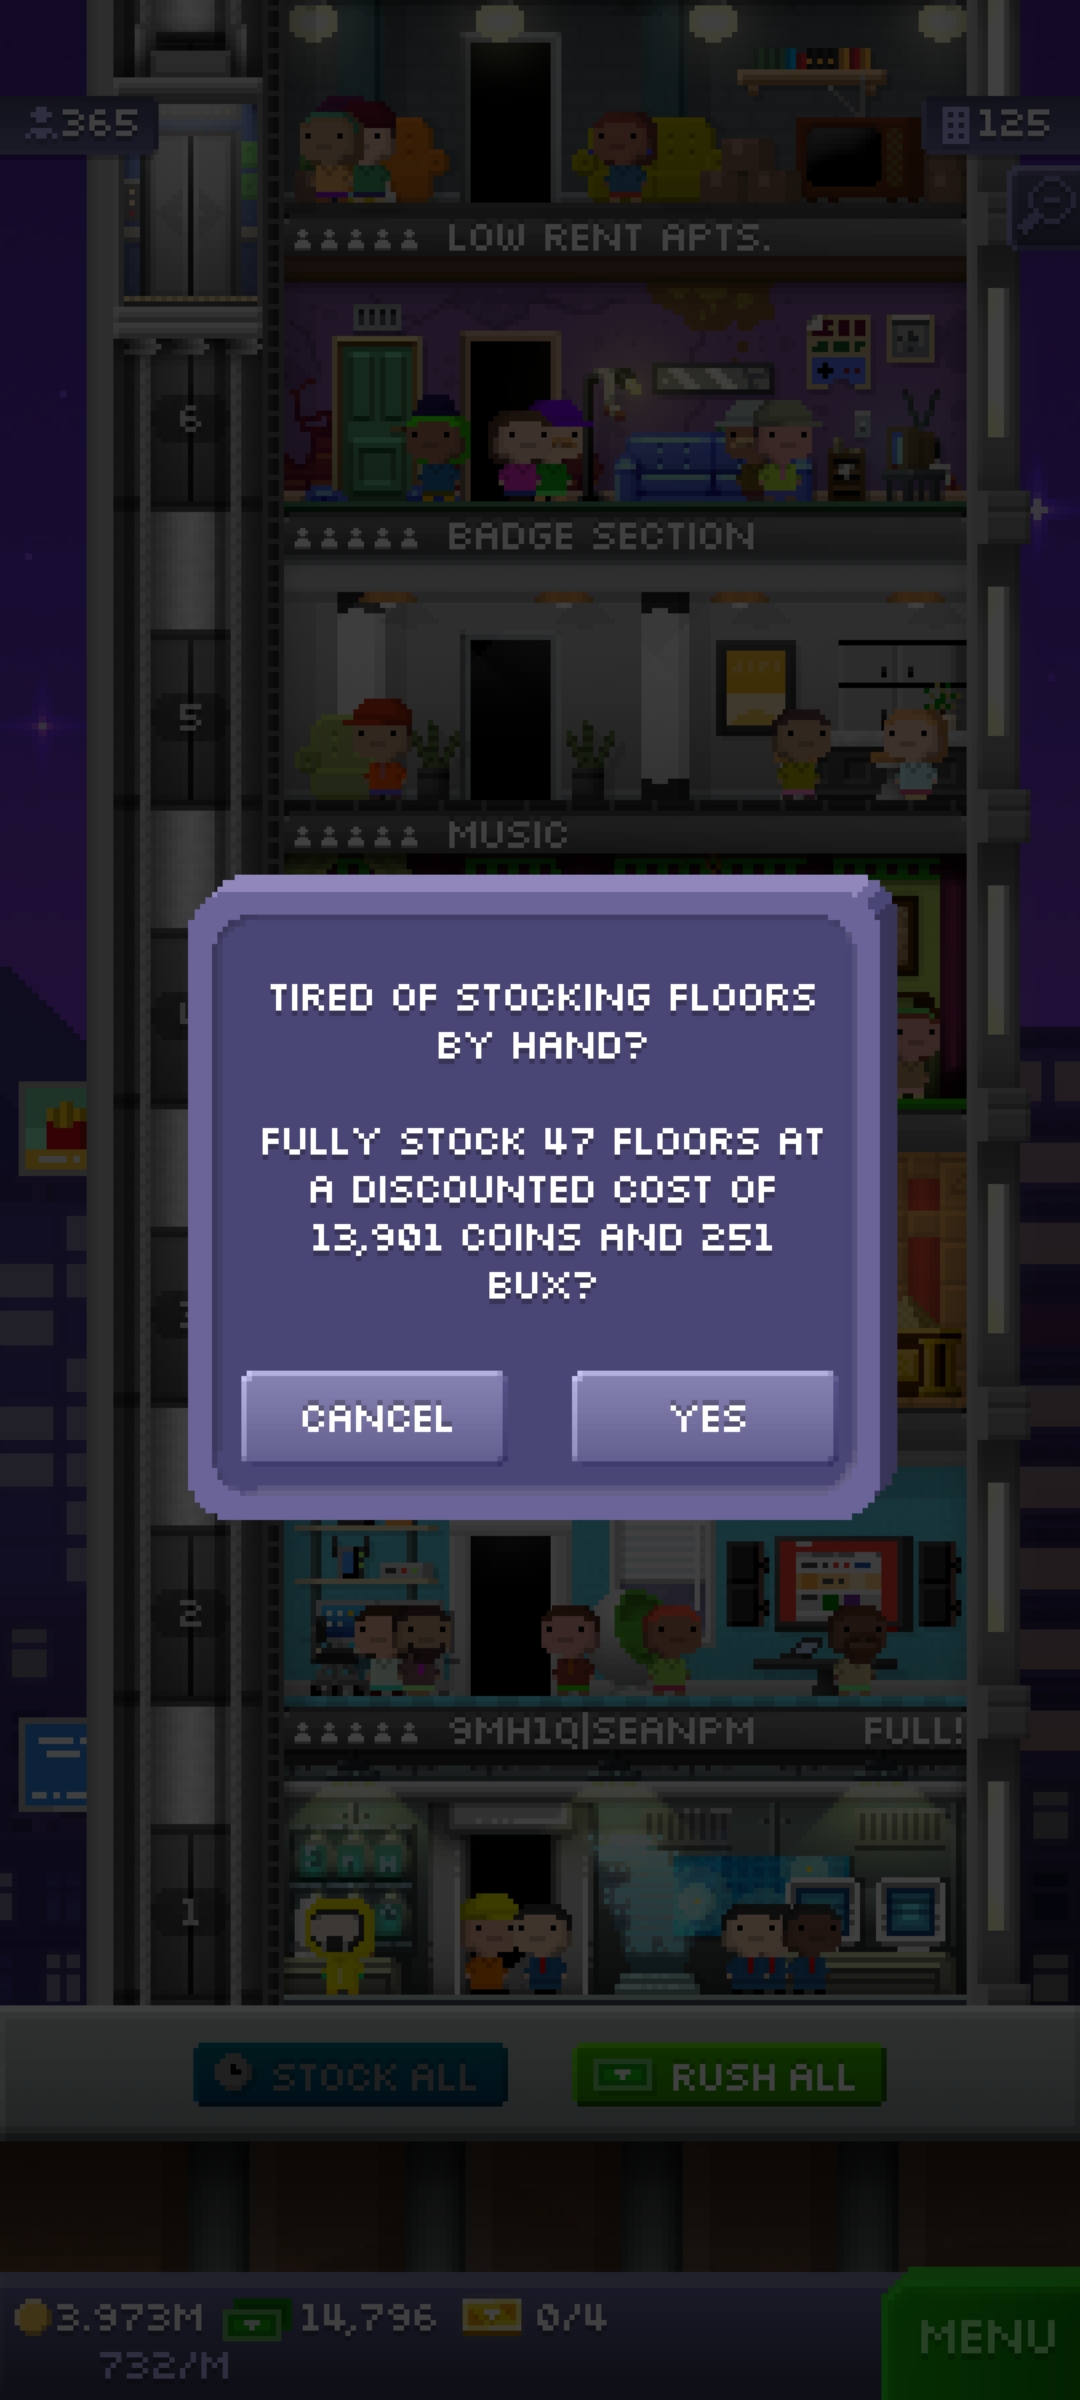 365
125
LOW RENT APTS.
6
BADGE SECTION
5
MUSIC
TIRED OF STOCKING FLOORS
BY HAND?
FULLY STOCK 47 FLOORS AT
A DISCOUNTED COST OF
13,901 COINS AND 251
BUX?
CANCEL
YES
2
9MH1Q|SEANPM
FULL!
1
STOCK ALL
RUSH ALL
3.973M
14,796
0/4
732/M
MENU